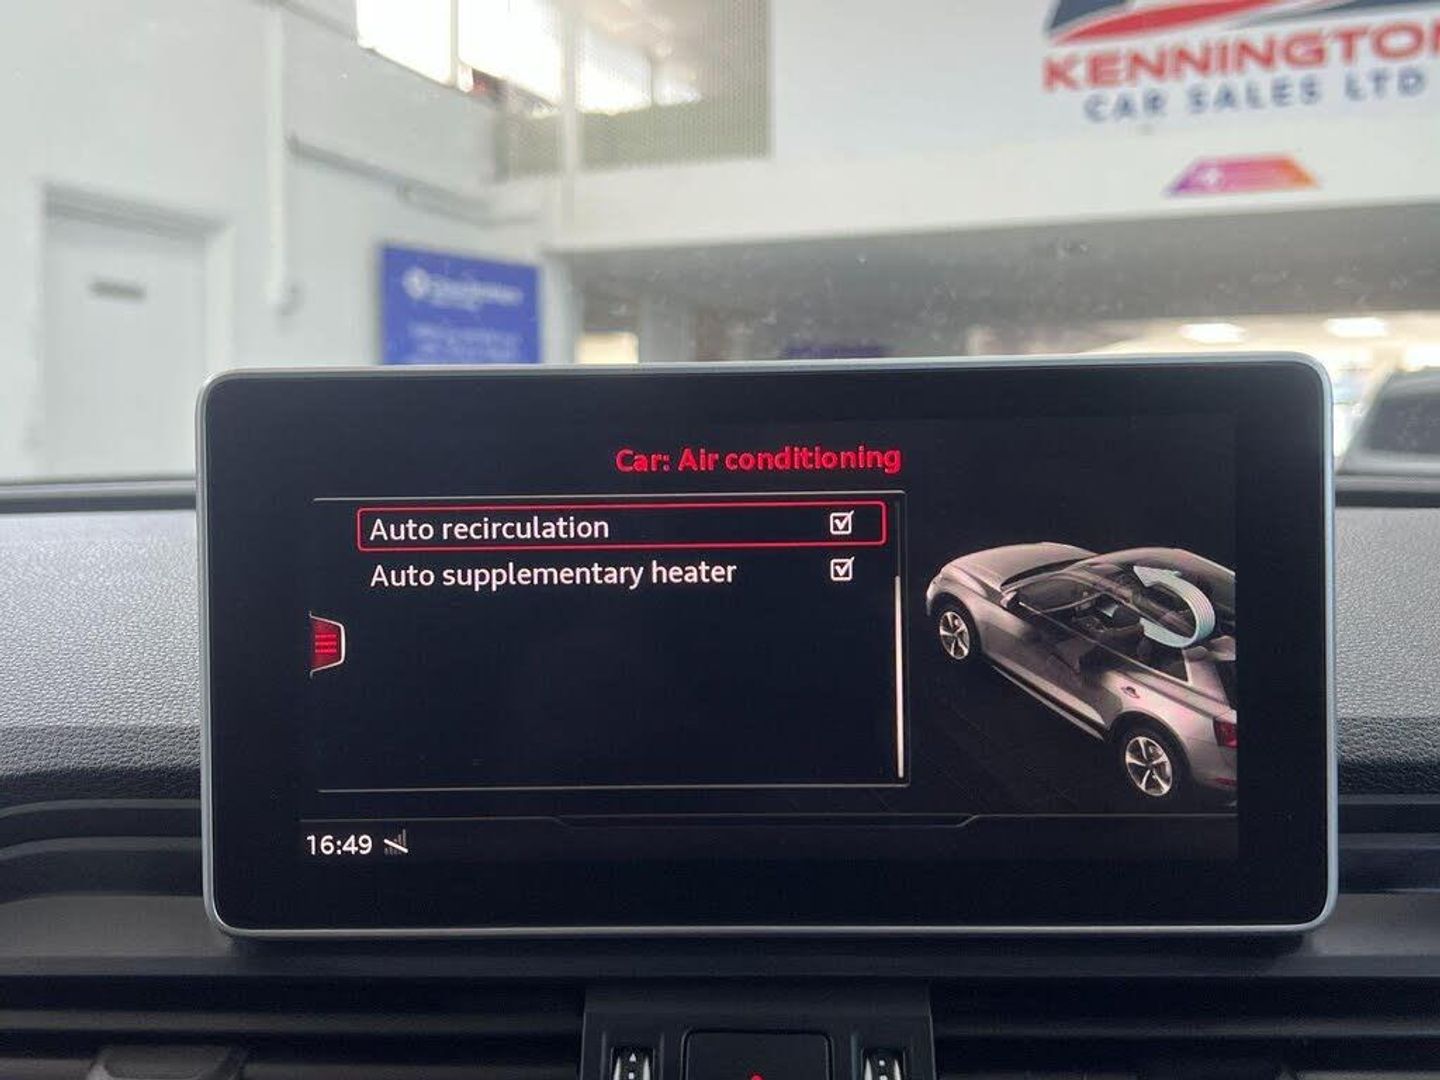 KENNINGTON
CAR SALES LTD
Car: Air conditioning
Auto recirculation
Auto supplementary heater
16:49